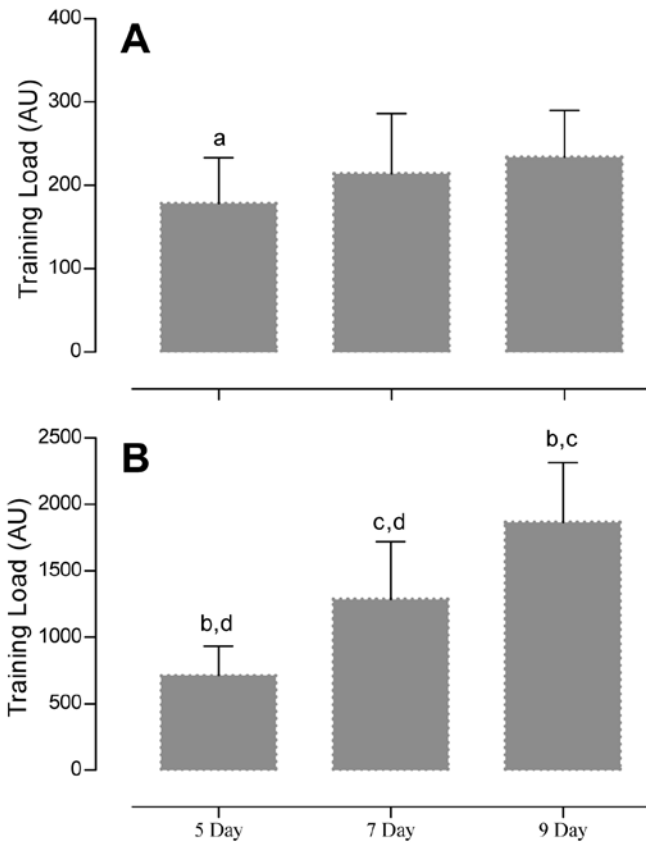 A
Training Load (AU)
400
300
200
100
0
a
B
Training Load (AU)
2500
2000
1500
1000
500
0
b,d
c,d
b,c
5 Day
7 Day
9 Day